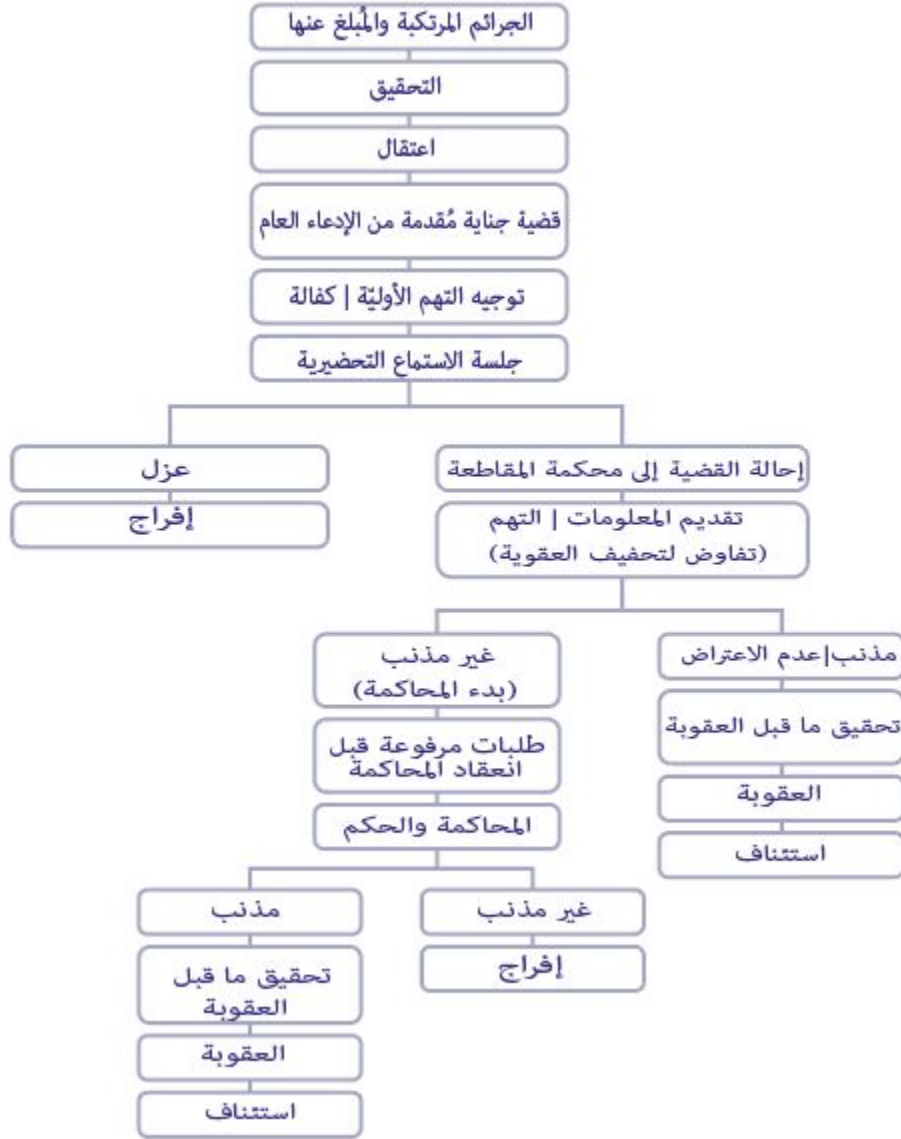 الجرائم المرتكبة والمُبلغ عنها
التحقيق
اعتقال
قضية جناية مُقدمة من الإدعاء العام
توجيه التهم الأوليّة | كفالة
جلسة الاستماع التحضيرية
إحالة القضية إلى محكمة المقاطعة
عزل
تقديم المعلومات | التهم
(تفاوض لتحفيف العقوية)
إفراج
مذنب|عدم الاعتراض
غير مذنب
(بدء المحاكمة)
تحقيق ما قبل العقوبة
طلبات مرفوعة قبل
انعقاد المحاكمة
العقوبة
المحاكمة والحكم
استئناف
غير مذنب
مذنب
إفراج
تحقيق ما قبل
العقوبة
العقوبة
استئناف